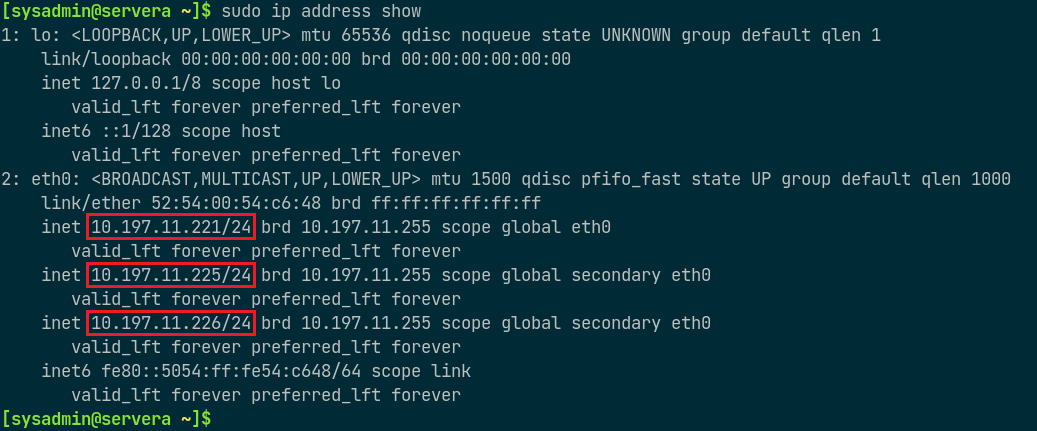 [sysadmin@servera ~]$ sudo ip address show
1: lo: <LOOPBACK,UP,LOWER_UP> mtu 65536 qdisc noqueue state UNKNOWN group default qlen 1
    link/loopback 00:00:00:00:00:00 brd 00:00:00:00:00:00
    inet 127.0.0.1/8 scope host lo
       valid_lft forever preferred_lft forever
    inet6 ::1/128 scope host
       valid_lft forever preferred_lft forever
2: eth0: <BROADCAST,MULTICAST,UP,LOWER_UP> mtu 1500 qdisc pfifo_fast state UP group default qlen 1000
    link/ether 52:54:00:54:c6:48 brd ff:ff:ff:ff:ff:ff
    inet 10.197.11.221/24 brd 10.197.11.255 scope global eth0
       valid_lft forever preferred_lft forever
    inet 10.197.11.225/24 brd 10.197.11.255 scope global secondary eth0
       valid_lft forever preferred_lft forever
    inet 10.197.11.226/24 brd 10.197.11.255 scope global secondary eth0
       valid_lft forever preferred_lft forever
    inet6 fe80::5054:ff:fe54:c648/64 scope link
       valid_lft forever preferred_lft forever
[sysadmin@servera ~]$